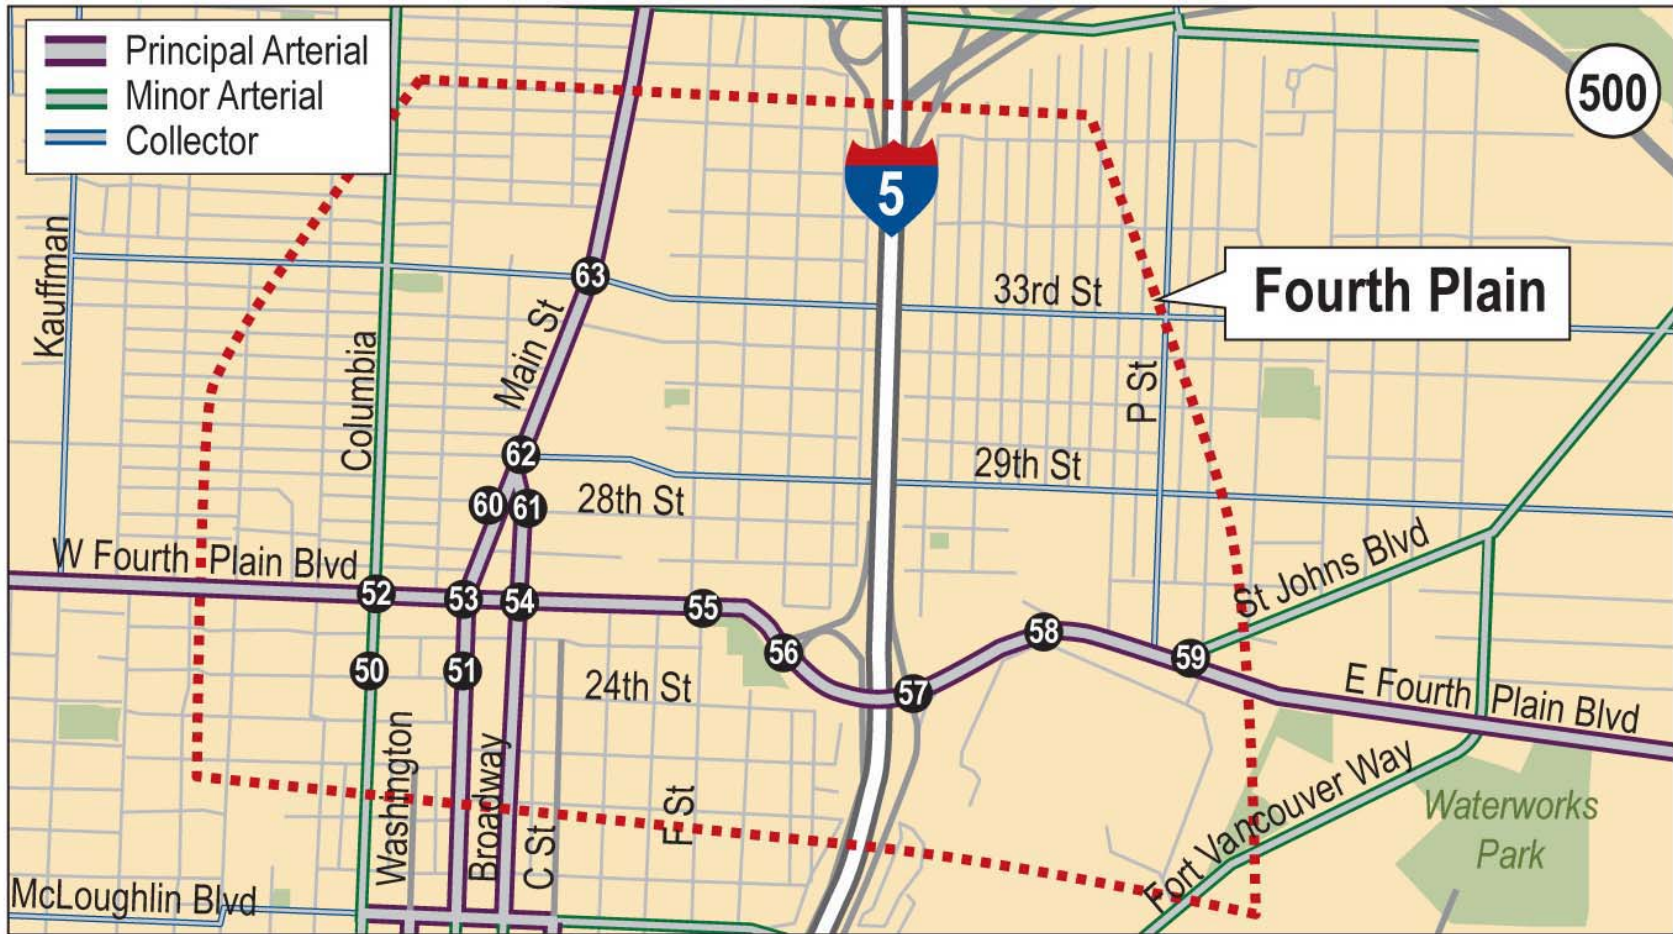 Principal Arterial
Minor Arterial
Collector
500
5
Kauffman
63
33rd St
Fourth Plain
Main St
Columbia
P St
62
29th St
60
61
28th St
W Fourth Plain Blvd
St Johns Blvd
52
53
54
55
56
58
59
50
51
24th St
57
E Fourth Plain Blvd
Washington
Broadway
C St
F St
Fort Vancouver Way
Waterworks
Park
McLoughlin Blvd